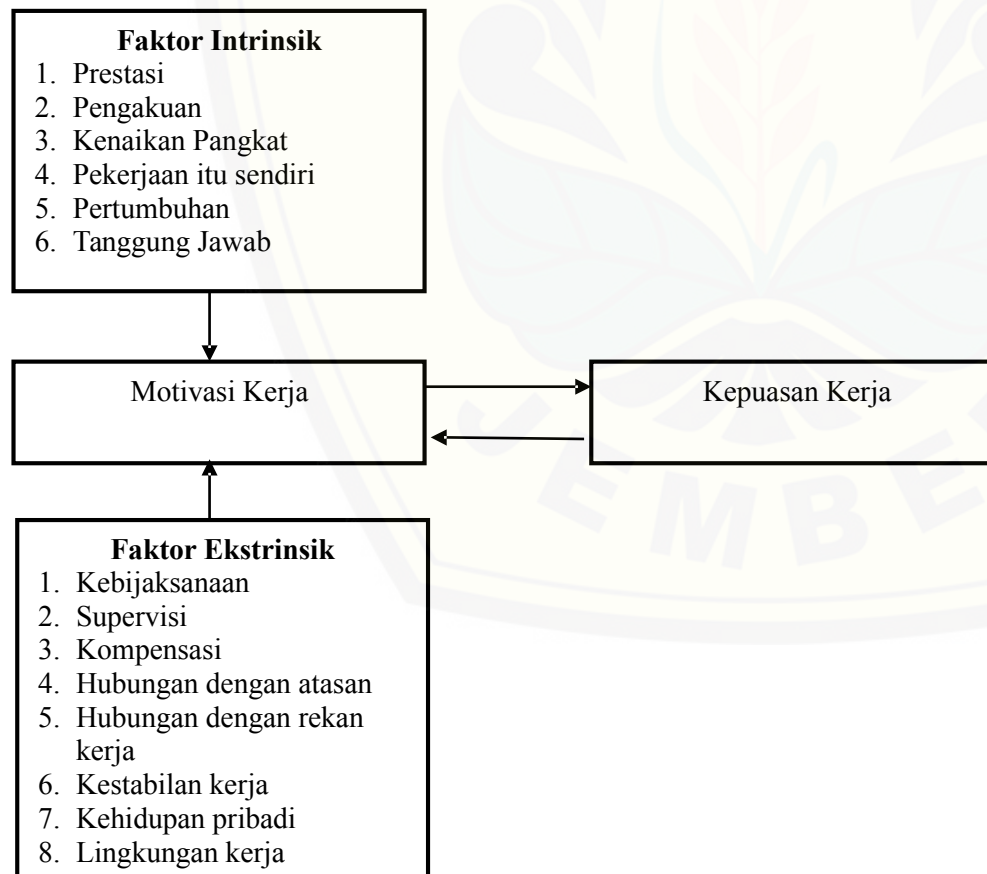 Faktor Intrinsik
1. Prestasi
2. Pengakuan
3. Kenaikan Pangkat
4. Pekerjaan itu sendiri
5. Pertumbuhan
6. Tanggung Jawab
Motivasi Kerja
Kepuasan Kerja
Faktor Ekstrinsik
1. Kebijaksanaan
2. Supervisi
3. Kompensasi
4. Hubungan dengan atasan
5. Hubungan dengan rekan
kerja
6. Kestabilan kerja
7. Kehidupan pribadi
8. Lingkungan kerja
JEMBE